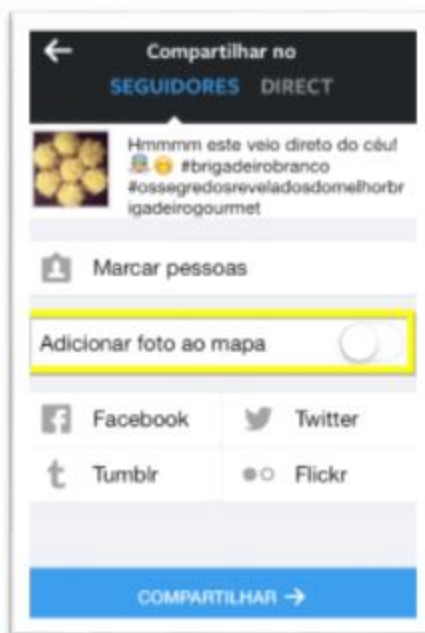 Compartilhar no
SEGUIDORES DIRECT
Hmmmm este veio direto do céu!
👼😋 #brigadeirobranco
#ossegredosreveladosdomelhorbr
igadeirogourmet
Marcar pessoas
Adicionar foto ao mapa
Facebook Twitter
Tumblr Flickr
COMPARTILHAR →